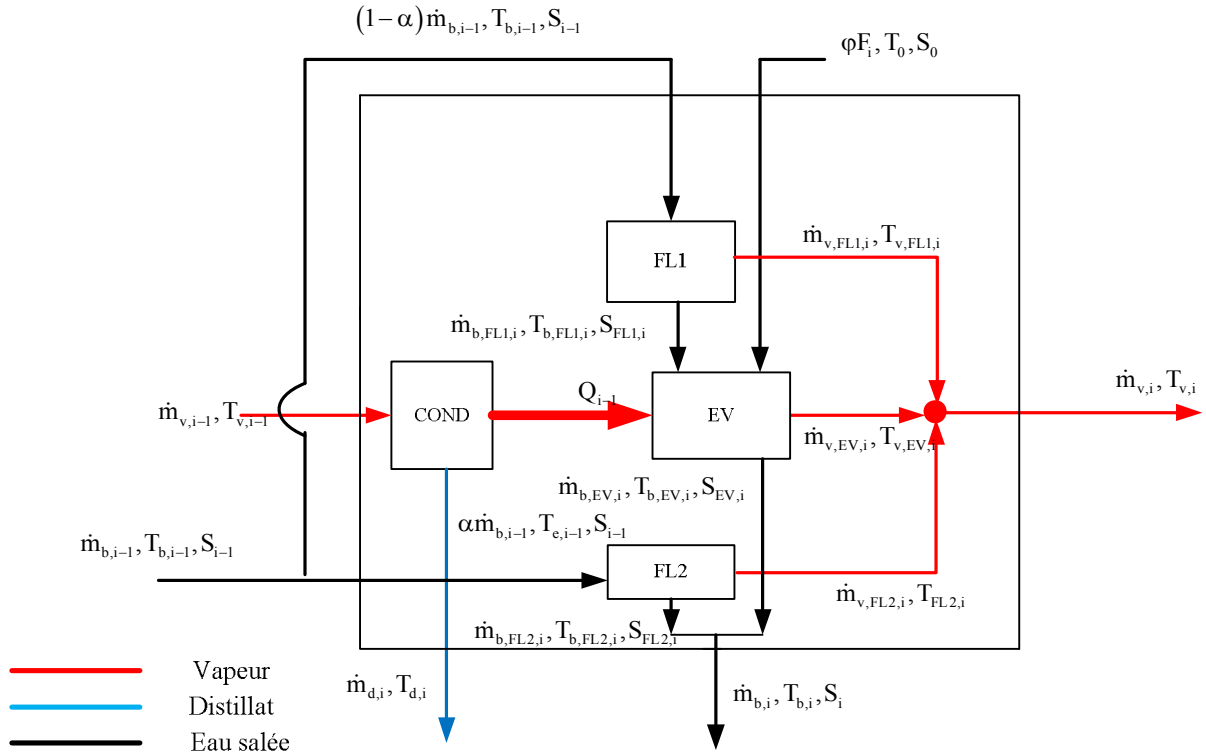 (1−α)ṁb,i−1, Tb,i−1, Si−1
φFi, T0, S0
ṁv,FL1,i, Tv,FL1,i
FL1
ṁb,FL1,i, Tb,FL1,i, SFL1,i
ṁv,i, Tv,i
Qi−1
ṁv,i−1, Tv,i−1
COND
EV
ṁv,EV,i, Tv,EV,i
ṁb,EV,i, Tb,EV,i, SEV,i
αṁb,i−1, Te,i−1, Si−1
ṁb,i−1, Tb,i−1, Si−1
FL2
ṁv,FL2,i, TFL2,i
ṁb,FL2,i, Tb,FL2,i, SFL2,i
Vapeur
ṁd,i, Td,i
ṁb,i, Tb,i, Si
Distillat
Eau salée